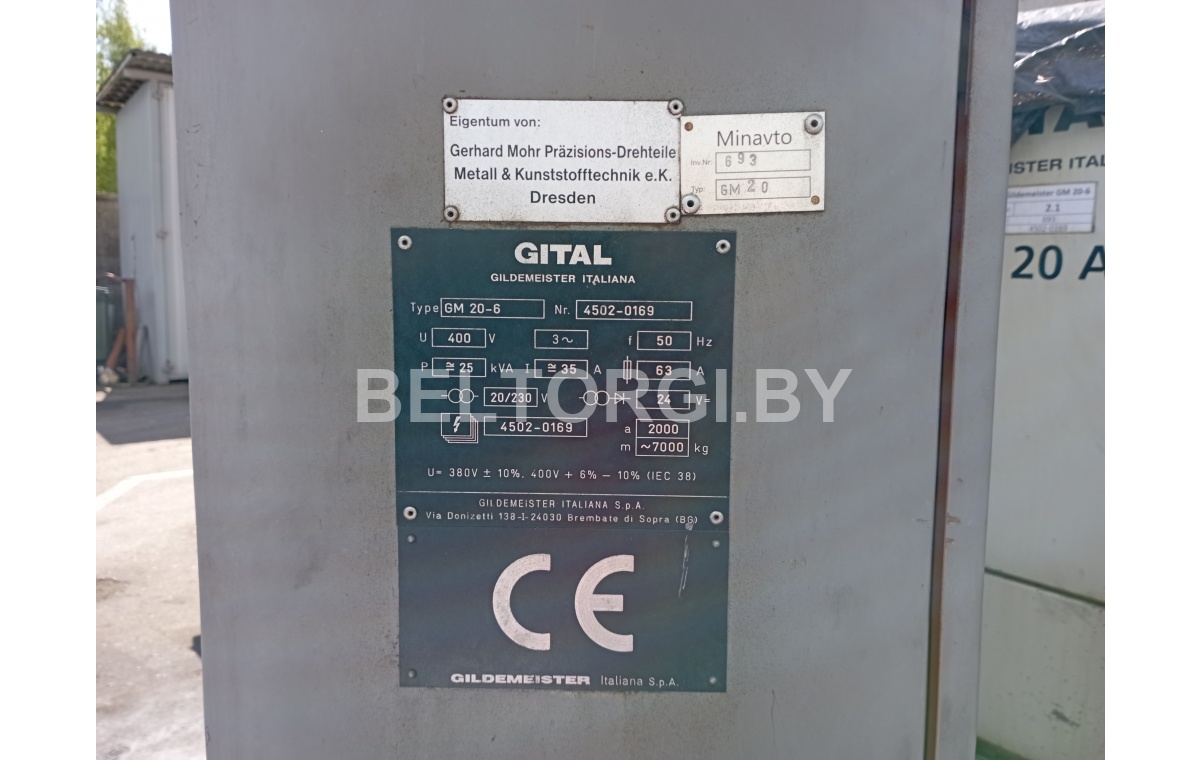 Eigentum von:
Gerhard Mohr Präzisions-Drehteile
Metall & Kunststofftechnik e.K.
Dresden
Minavto
Inv.Nr. 693
Typ: GM 20
GITAL
GILDEMEISTER ITALIANA
Type GM 20-6 Nr. 4502-0169
U 400 V 3~ f 50 Hz
P ≅ 25 kVA I ≅ 35 A 63 A
20/230 V 24 V=
4502-0169 a 2000
m ~7000 kg
U= 380V ± 10%, 400V + 6% – 10% (IEC 38)
GILDEMEISTER ITALIANA S.p.A.
Via Donizetti 138-I-24030 Brembate di Sopra (BG)
CE
GILDEMEISTER Italiana S.p.A.
BELTORGI.BY
ISTER ITAL
Gildemeister GM 20-6
2.1
20 A